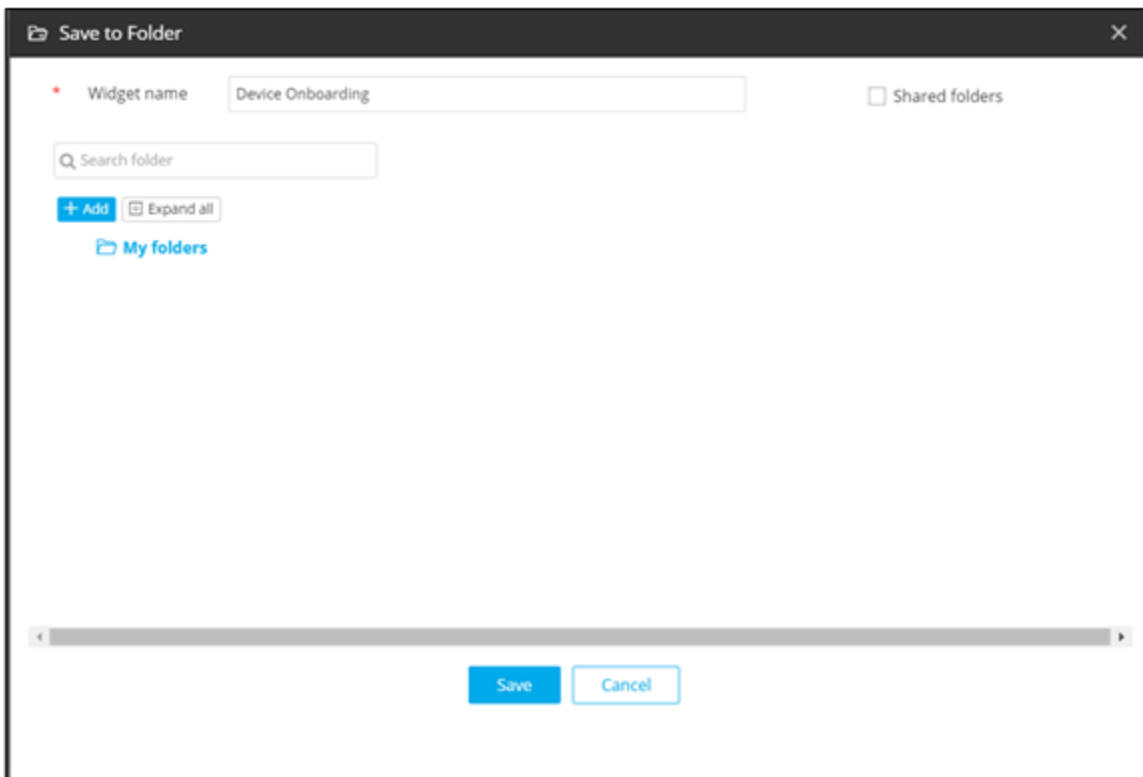 Save to Folder
* Widget name Device Onboarding Shared folders
Search folder
+ Add Expand all
My folders
Save Cancel